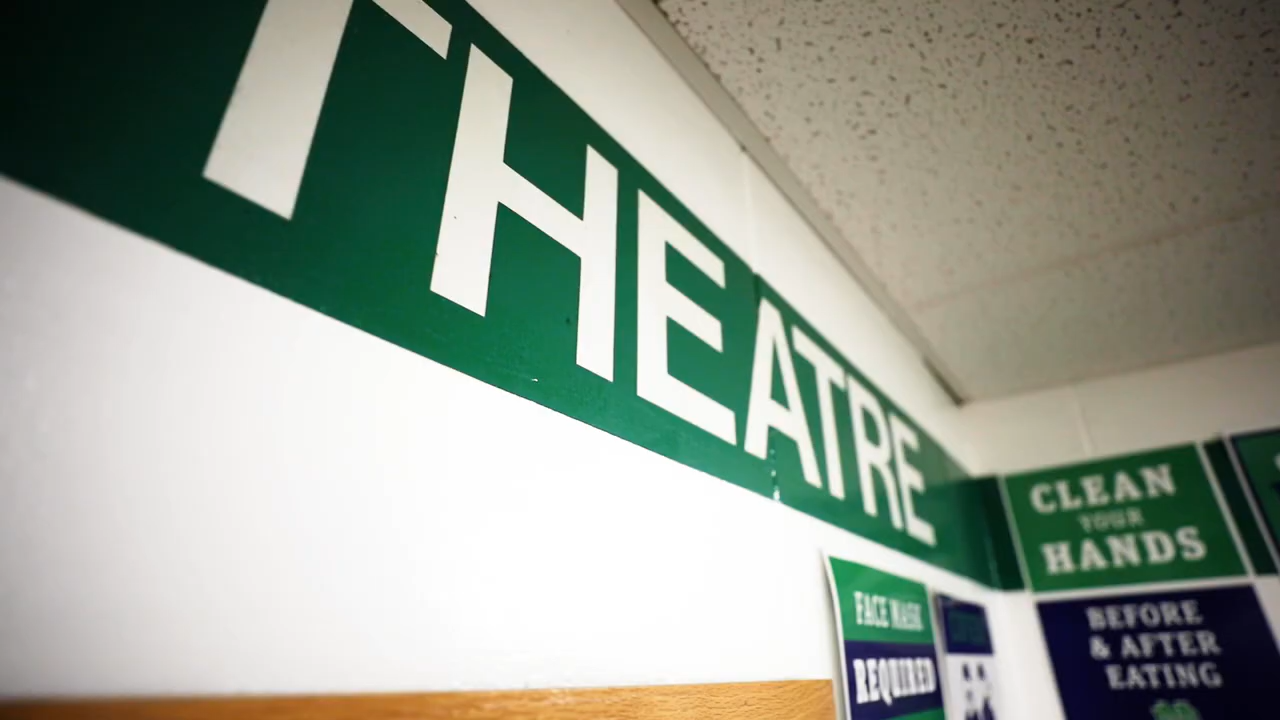 THEATRE
FACE MASK
REQUIRED
CLEAN
YOUR
HANDS
BEFORE
& AFTER
EATING